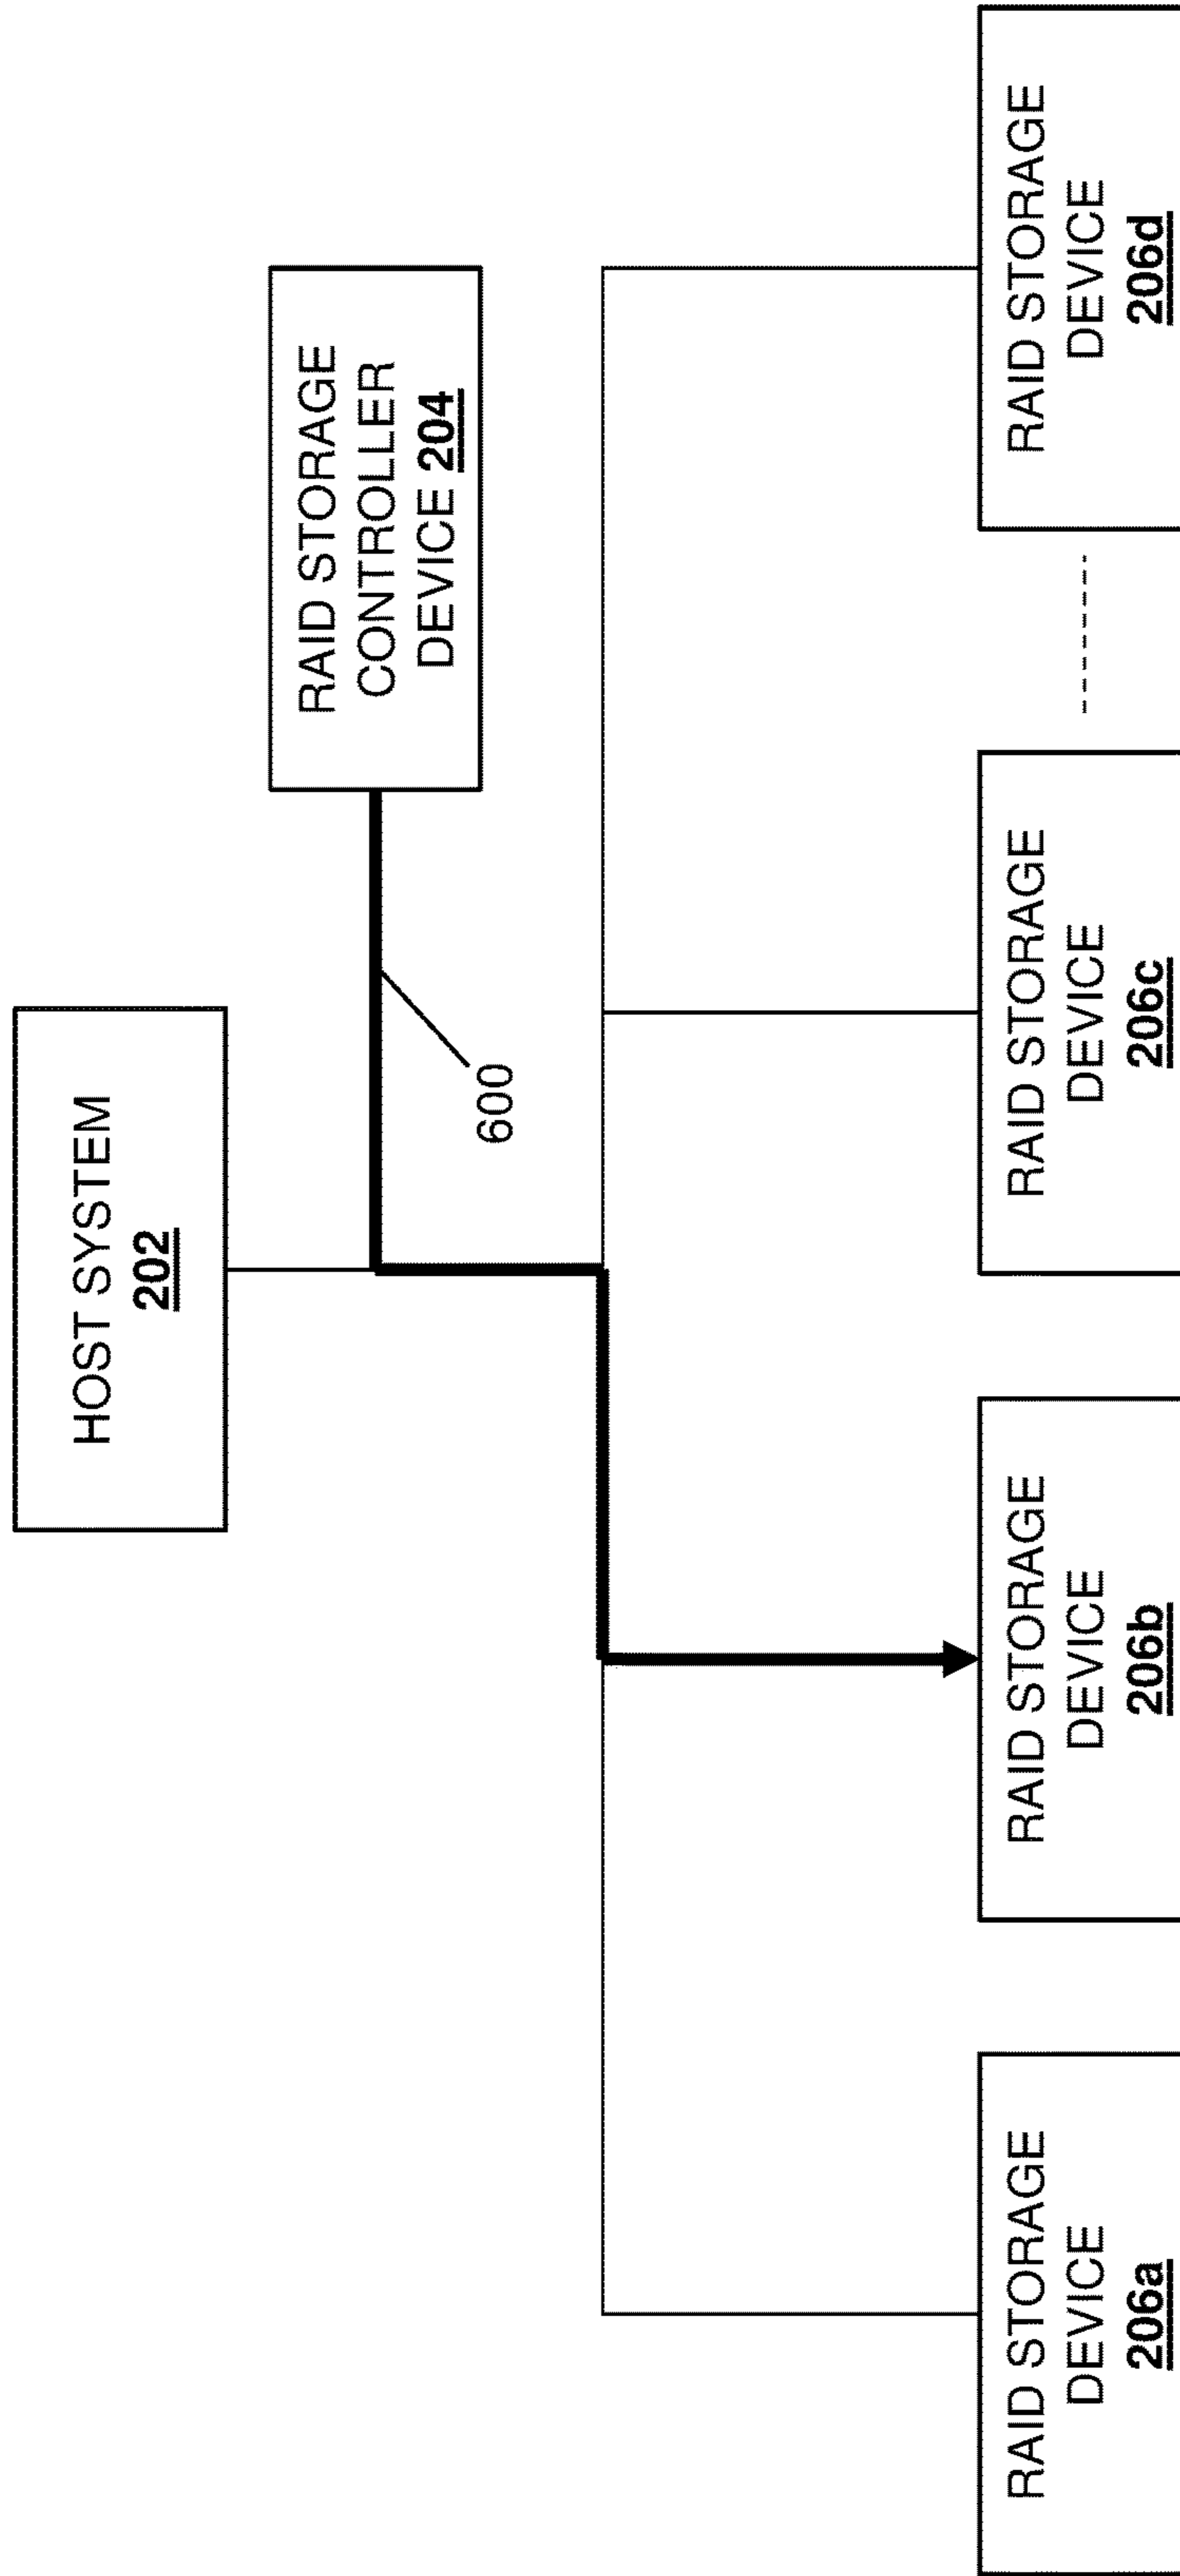 HOST SYSTEM
202
RAID STORAGE
CONTROLLER
DEVICE 204
600
RAID STORAGE
DEVICE
206a
RAID STORAGE
DEVICE
206b
RAID STORAGE
DEVICE
206c
RAID STORAGE
DEVICE
206d